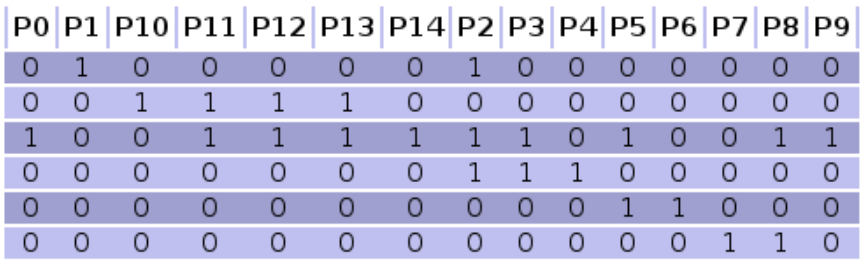 P0 P1 P10 P11 P12 P13 P14 P2 P3 P4 P5 P6 P7 P8 P9
0 1 0 0 0 0 0 1 0 0 0 0 0 0 0
0 0 1 1 1 1 0 0 0 0 0 0 0 0 0
1 0 0 1 1 1 1 1 1 0 1 0 0 1 1
0 0 0 0 0 0 0 1 1 1 0 0 0 0 0
0 0 0 0 0 0 0 0 0 0 1 1 0 0 0
0 0 0 0 0 0 0 0 0 0 0 0 1 1 0